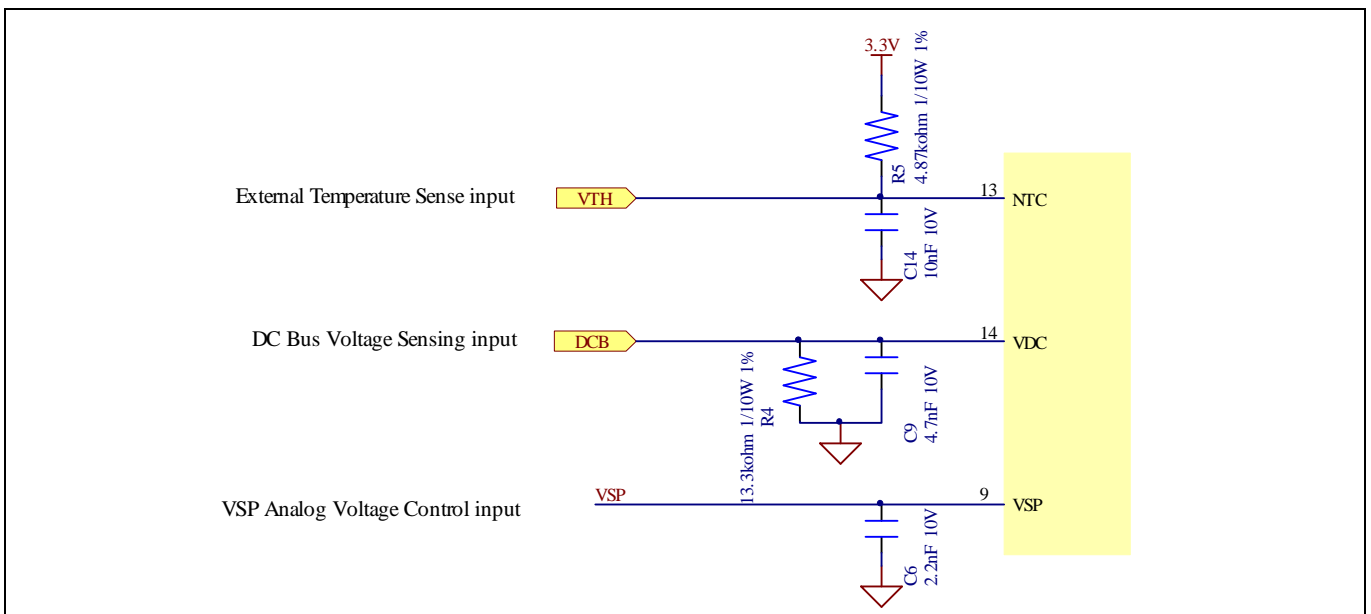 3.3V
R5
4.87kohm 1/10W 1%
External Temperature Sense input
VTH
13
NTC
C14
10nF 10V
DC Bus Voltage Sensing input
DCB
14
VDC
13.3kohm 1/10W 1%
R4
C9
4.7nF 10V
VSP Analog Voltage Control input
VSP
9
VSP
C6
2.2nF 10V